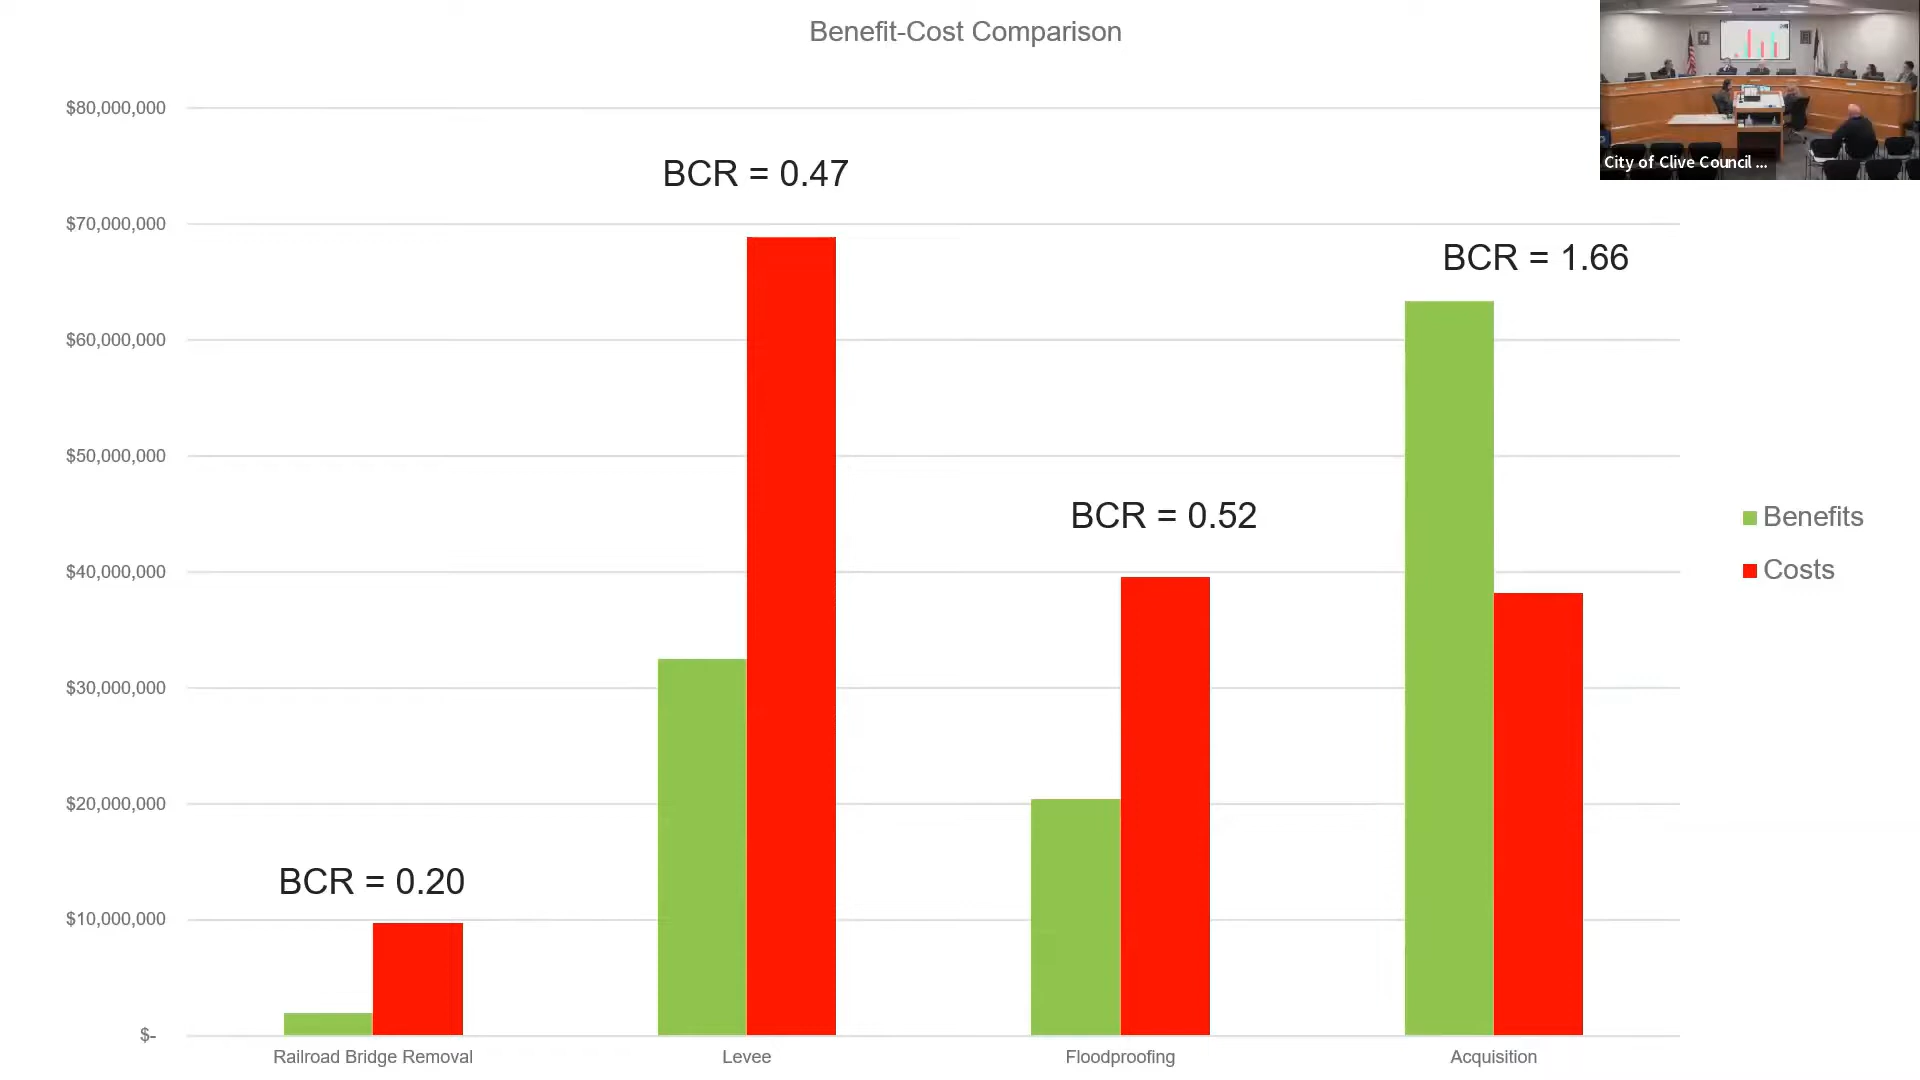 Benefit-Cost Comparison
$80,000,000
$70,000,000
$60,000,000
$50,000,000
$40,000,000
$30,000,000
$20,000,000
$10,000,000
$-
BCR = 0.20
BCR = 0.47
BCR = 0.52
BCR = 1.66
Railroad Bridge Removal
Levee
Floodproofing
Acquisition
Benefits
Costs
City of Clive Council ...